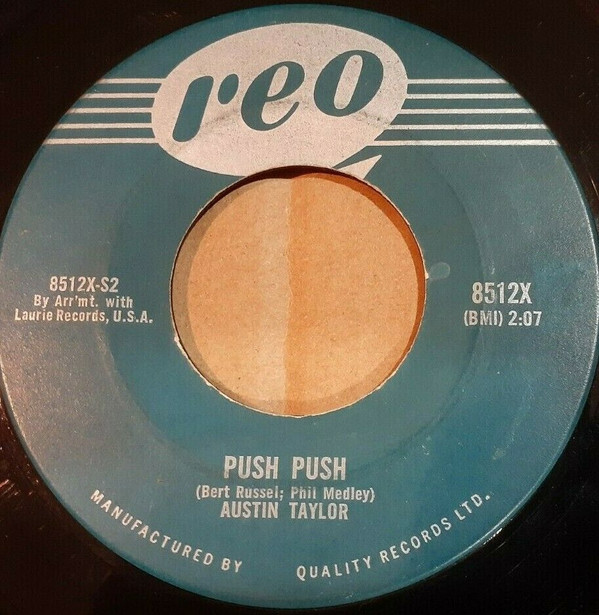 reo
8512X-S2
By Arr'mt. with
Laurie Records, U.S.A.
8512X
(BMI) 2:07
PUSH PUSH
(Bert Russel; Phil Medley)
AUSTIN TAYLOR
MANUFACTURED BY QUALITY RECORDS LTD.